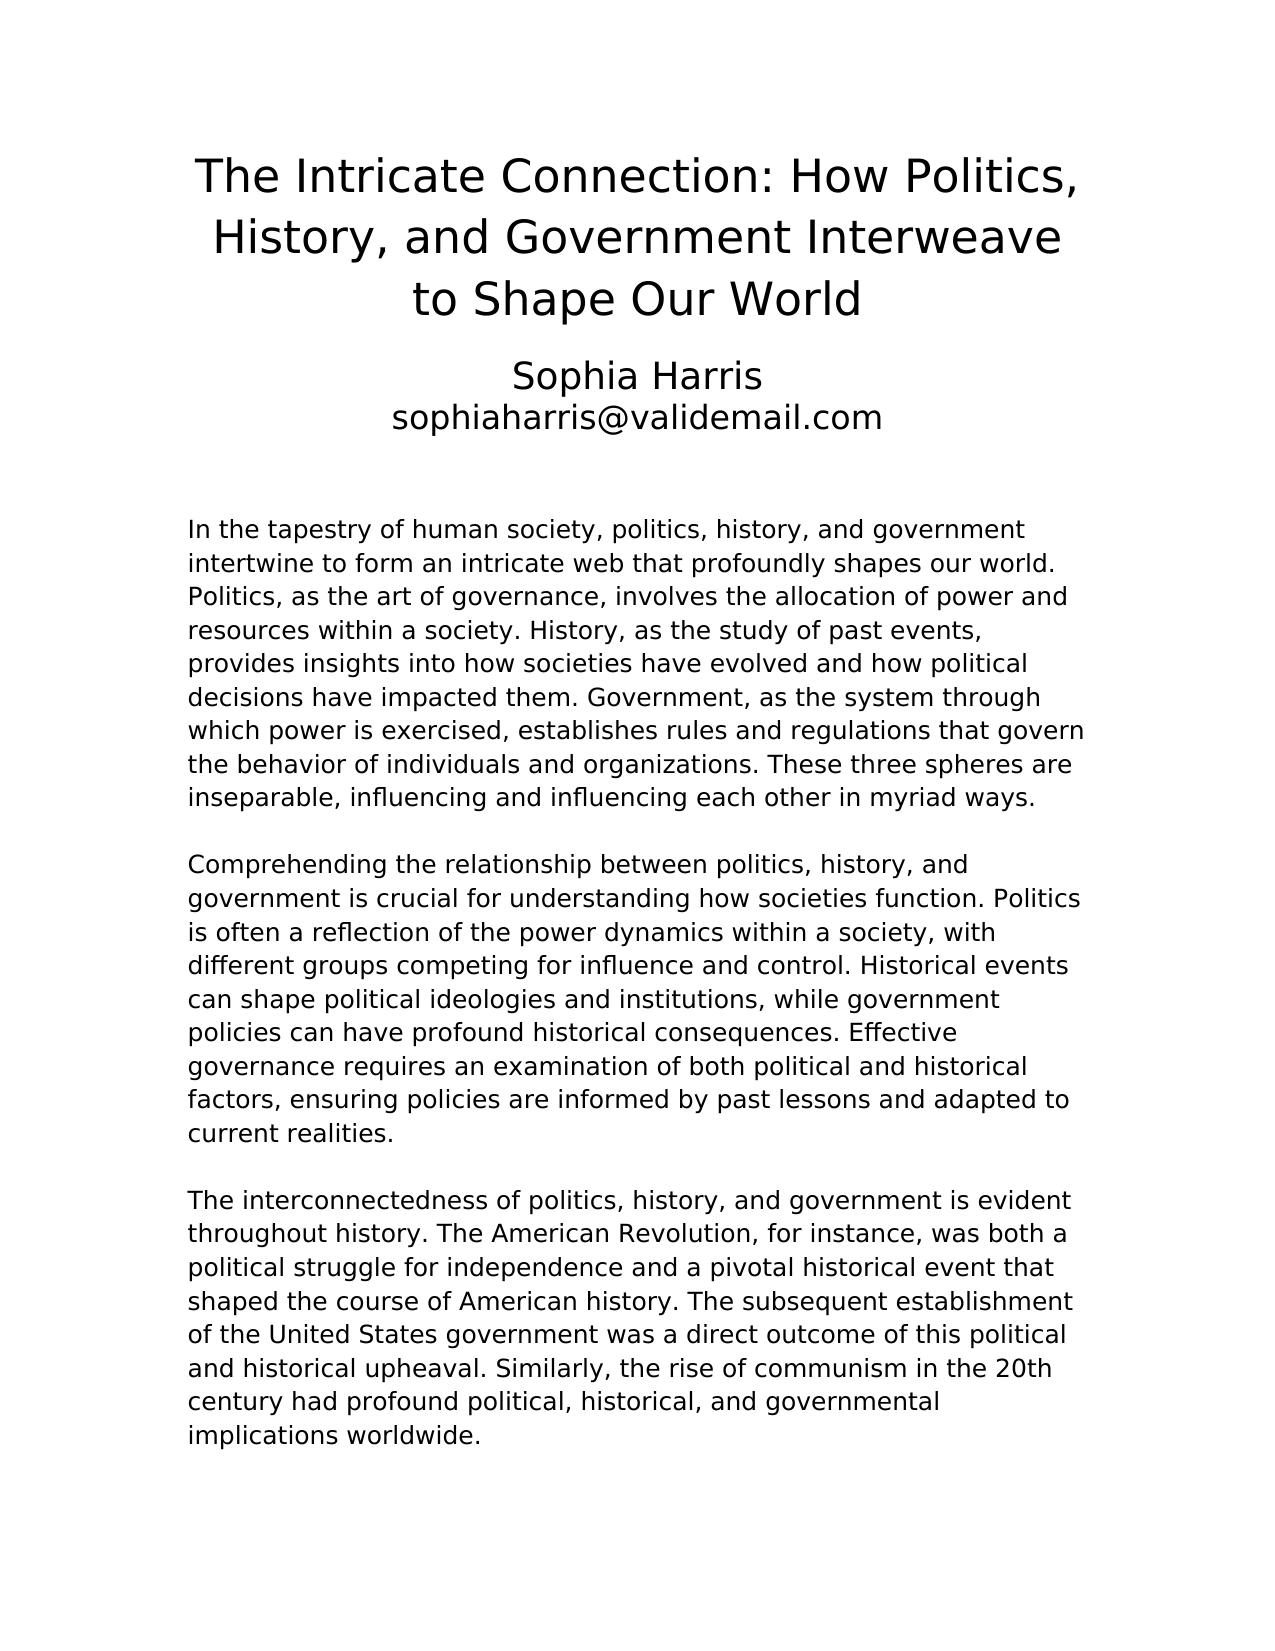 The Intricate Connection: How Politics,
History, and Government Interweave
to Shape Our World
Sophia Harris
sophiaharris@validemail.com
In the tapestry of human society, politics, history, and government
intertwine to form an intricate web that profoundly shapes our world.
Politics, as the art of governance, involves the allocation of power and
resources within a society. History, as the study of past events,
provides insights into how societies have evolved and how political
decisions have impacted them. Government, as the system through
which power is exercised, establishes rules and regulations that govern
the behavior of individuals and organizations. These three spheres are
inseparable, influencing and influencing each other in myriad ways.
Comprehending the relationship between politics, history, and
government is crucial for understanding how societies function. Politics
is often a reflection of the power dynamics within a society, with
different groups competing for influence and control. Historical events
can shape political ideologies and institutions, while government
policies can have profound historical consequences. Effective
governance requires an examination of both political and historical
factors, ensuring policies are informed by past lessons and adapted to
current realities.
The interconnectedness of politics, history, and government is evident
throughout history. The American Revolution, for instance, was both a
political struggle for independence and a pivotal historical event that
shaped the course of American history. The subsequent establishment
of the United States government was a direct outcome of this political
and historical upheaval. Similarly, the rise of communism in the 20th
century had profound political, historical, and governmental
implications worldwide.